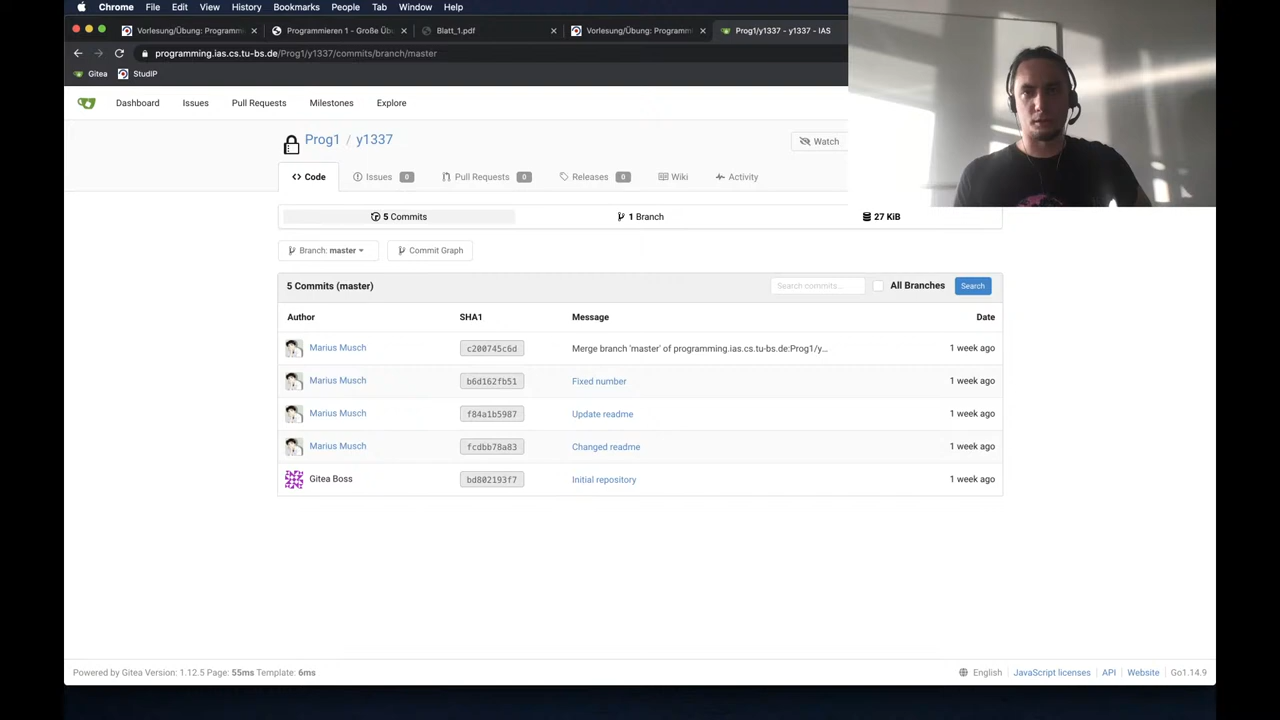 Chrome File Edit View History Bookmarks People Tab Window Help
Vorlesung/Übung: Programm Programmieren 1 - Große Üb Blatt_1.pdf Vorlesung/Übung: Programm Prog1/y1337 - y1337 - IAS
programming.ias.cs.tu-bs.de/Prog1/y1337/commits/branch/master
Gitea StudIP
Dashboard Issues Pull Requests Milestones Explore
Prog1 / y1337
Watch
Code Issues 0 Pull Requests 0 Releases 0 Wiki Activity
5 Commits 1 Branch 27 KiB
Branch: master Commit Graph
5 Commits (master) Search commits... All Branches Search
Author SHA1 Message Date
Marius Musch c200745c6d Merge branch 'master' of programming.ias.cs.tu-bs.de:Prog1/y... 1 week ago
Marius Musch b6d162fb51 Fixed number 1 week ago
Marius Musch f84a1b5987 Update readme 1 week ago
Marius Musch fcdbb78a83 Changed readme 1 week ago
Gitea Boss bd802193f7 Initial repository 1 week ago
Powered by Gitea Version: 1.12.5 Page: 55ms Template: 6ms English JavaScript licenses API Website Go1.14.9